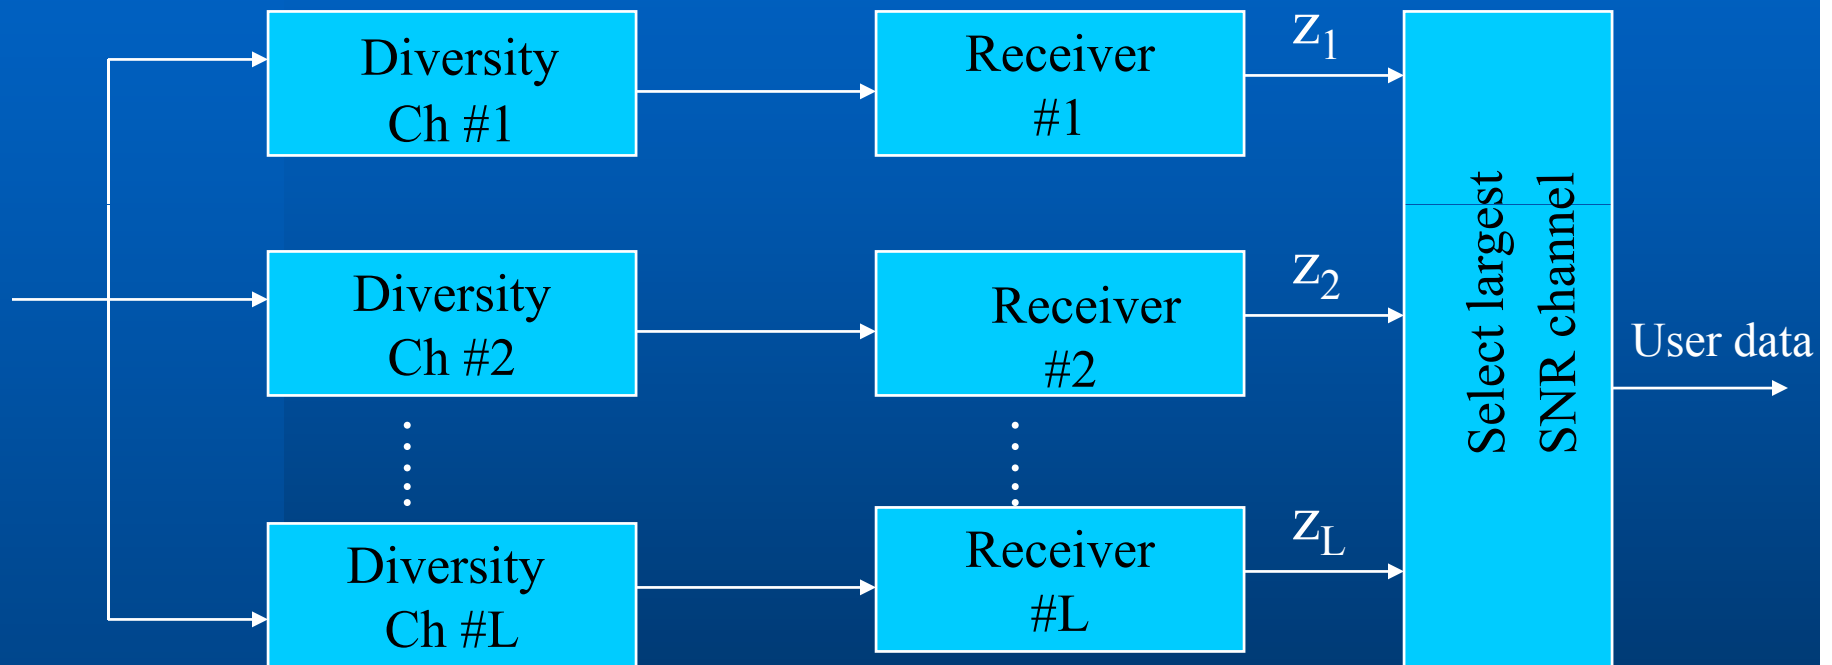 Diversity
Ch #1
Receiver
#1
z1
Diversity
Ch #2
Receiver
#2
z2
Diversity
Ch #L
Receiver
#L
zL
Select largest
SNR channel
User data